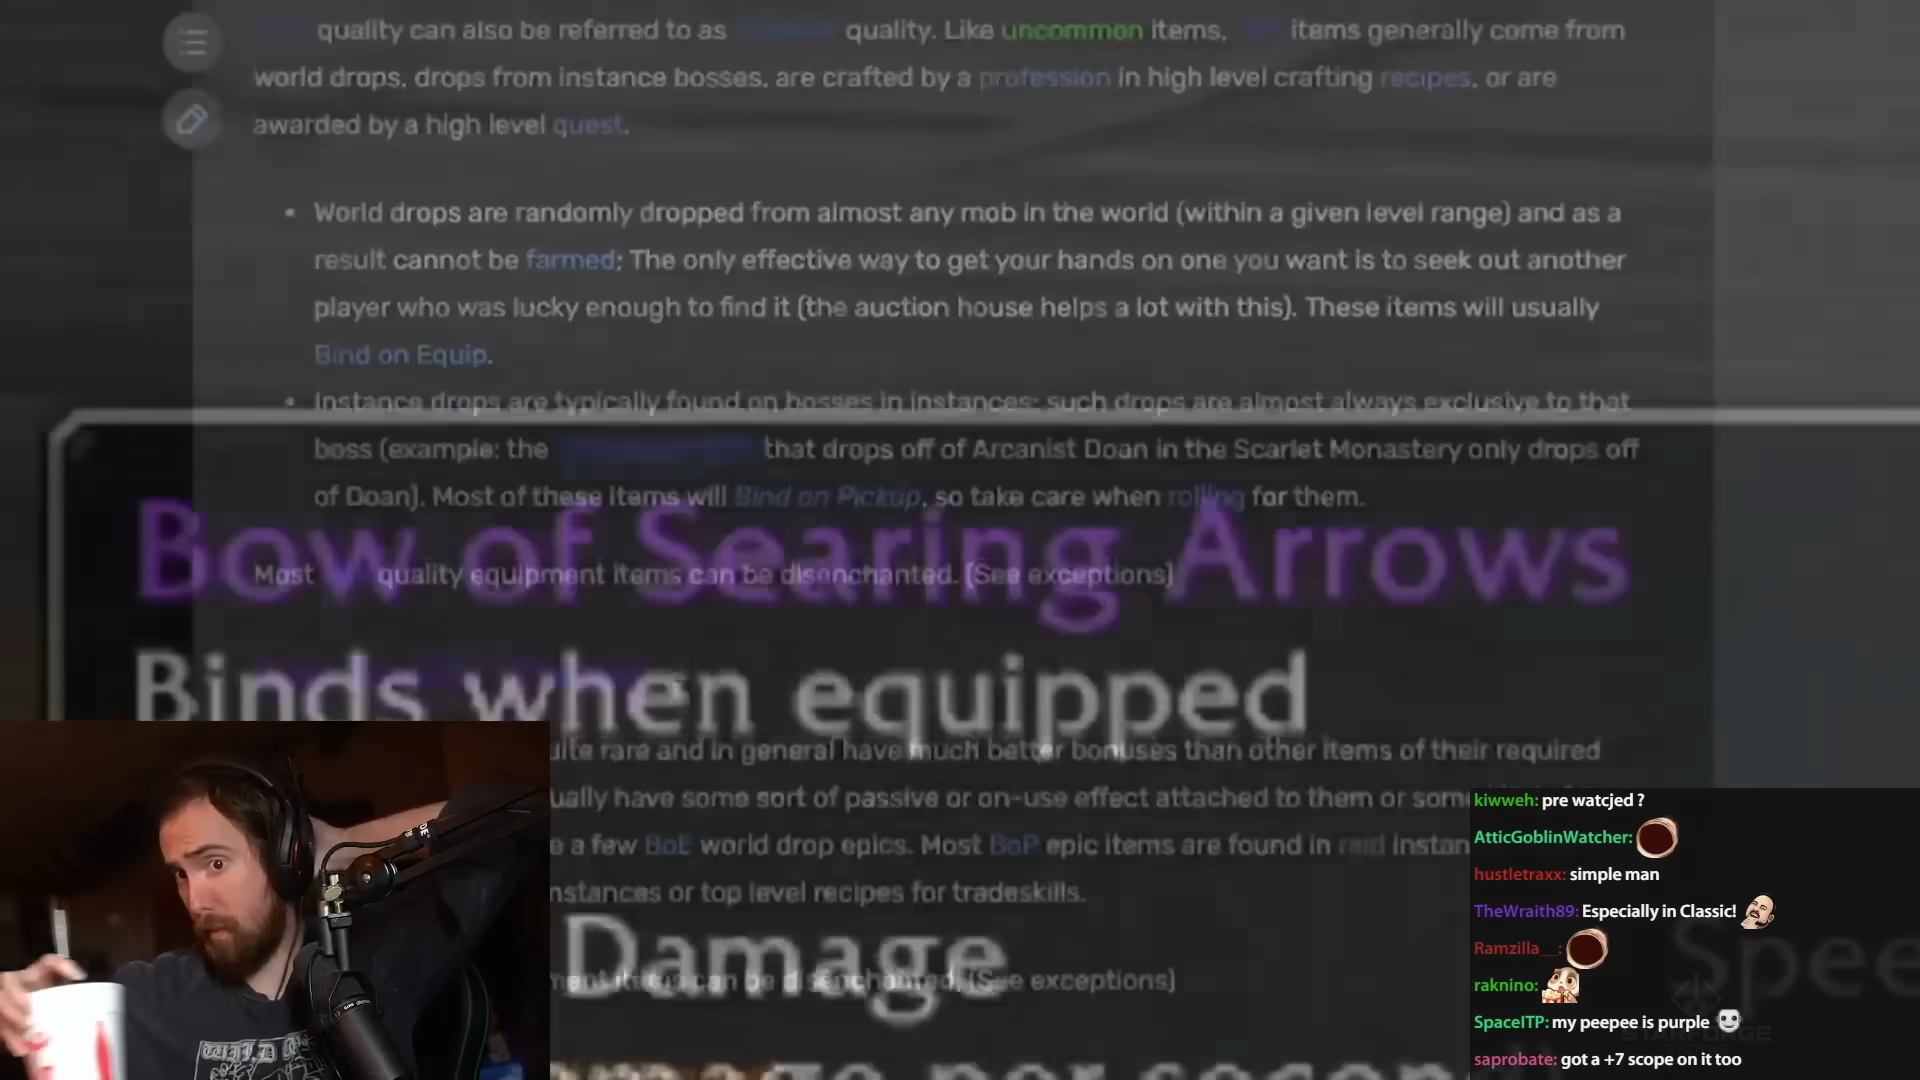 quality can also be referred to as quality. Like uncommon items, items generally come from
world drops, drops from instance bosses, are crafted by a profession in high level crafting recipes, or are
awarded by a high level quest.
• World drops are randomly dropped from almost any mob in the world (within a given level range) and as a
result cannot be farmed; The only effective way to get your hands on one you want is to seek out another
player who was lucky enough to find it (the auction house helps a lot with this). These items will usually
Bind on Equip.
• Instance drops are typically found on bosses in instances; such drops are almost always exclusive to that
boss (example: the that drops off of Arcanist Doan in the Scarlet Monastery only drops off
of Doan). Most of these items will Bind on Pickup, so take care when rolling for them.
Bow of Searing Arrows
Most quality equipment items can be disenchanted. (See exceptions)
Binds when equipped
rare and in general have much better bonuses than other items of their required
have some sort of passive or on-use effect attached to them or
a few BoE world drop epics. Most BoP epic items are found in raid
or top level recipes for tradeskills.
Damage
can be disenchanted. (See exceptions)
per second
kiwweh: pre watcjed ?
AtticGoblinWatcher:
hustletraxx: simple man
TheWraith89: Especially in Classic!
Ramzilla__:
raknino:
SpaceITP: my peepee is purple
STARFORGE
saprobate: got a +7 scope on it too